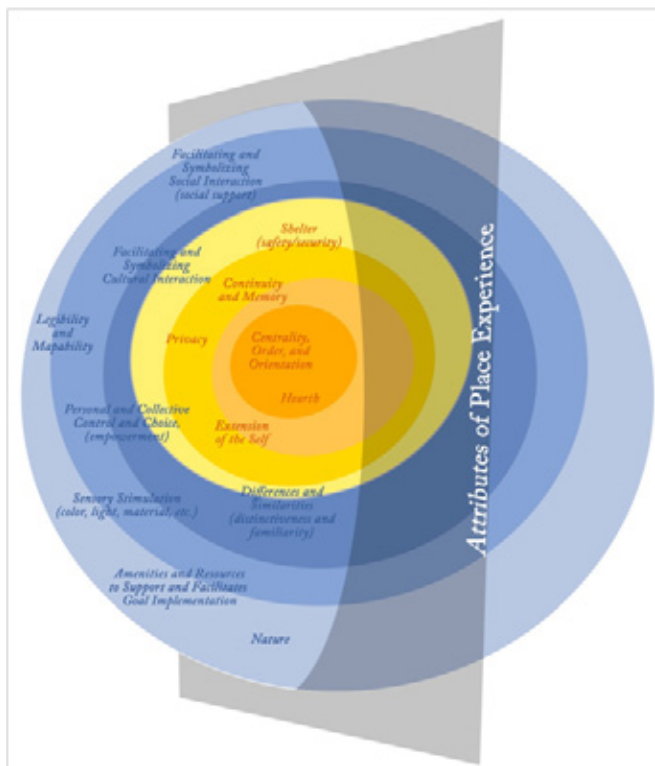 Facilitating and
Symbolizing
Social Interaction
(social support)
Shelter
(safety/security)
Facilitating and
Symbolizing
Cultural Interaction
Continuity
and Memory
Legibility
and
Mapability
Privacy
Centrality,
Order, and
Orientation
Hearth
Personal and Collective
Control and Choice,
(empowerment)
Extension
of the Self
Sensory Stimulation
(color, light, material, etc.)
Differences and
Similarities
(distinctiveness and
familiarity)
Amenities and Resources
to Support and Facilitates
Goal Implementation
Nature
Attributes of Place Experience